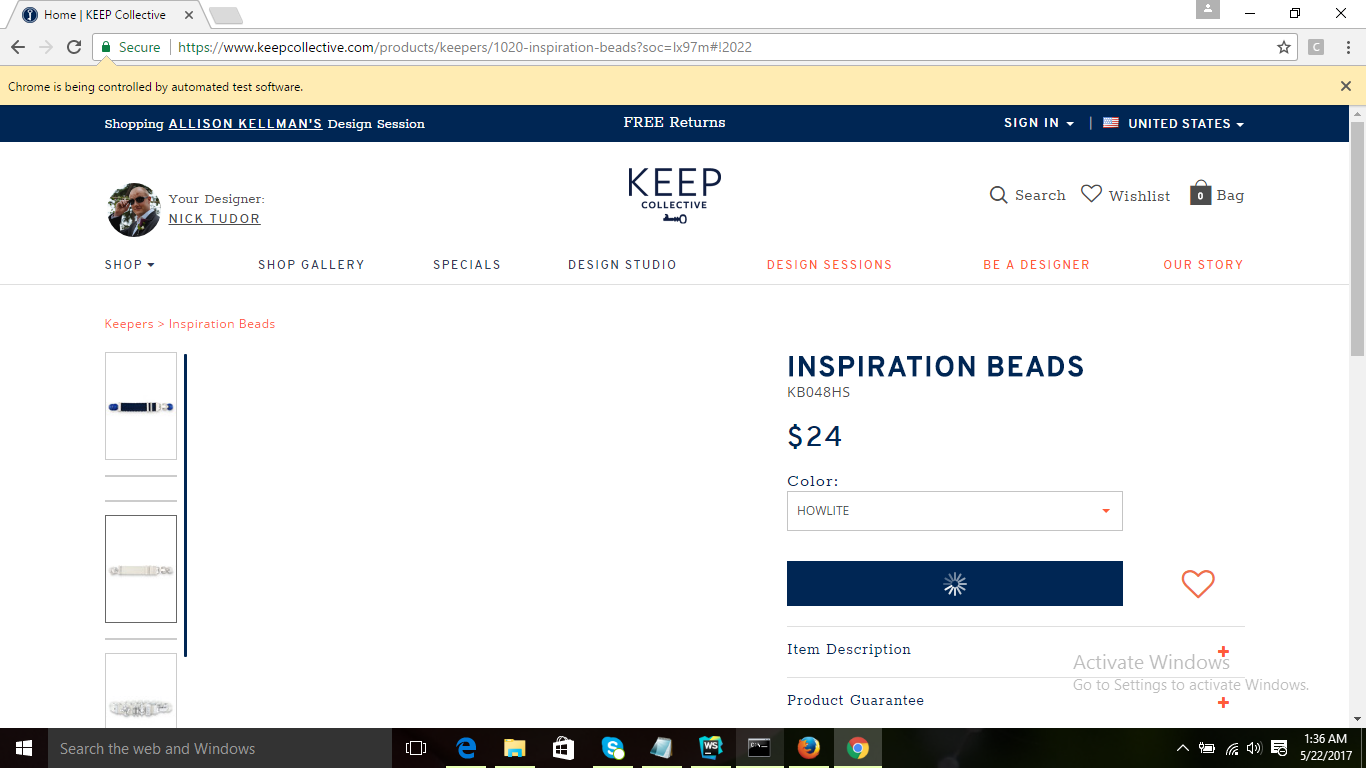 Home | KEEP Collective
Secure
https://www.keepcollective.com/products/keepers/1020-inspiration-beads?soc=lx97m#!2022
C
Chrome is being controlled by automated test software.
Shopping ALLISON KELLMAN'S Design Session
FREE Returns
SIGN IN
|
UNITED STATES
Your Designer:
NICK TUDOR
KEEP
COLLECTIVE
Search
Wishlist
0
Bag
SHOP
SHOP GALLERY
SPECIALS
DESIGN STUDIO
DESIGN SESSIONS
BE A DESIGNER
OUR STORY
Keepers > Inspiration Beads
INSPIRATION BEADS
KB048HS
$24
Color:
HOWLITE
Item Description
+
Product Guarantee
+
Activate Windows
Go to Settings to activate Windows.
Search the web and Windows
WS
1:36 AM
5/22/2017